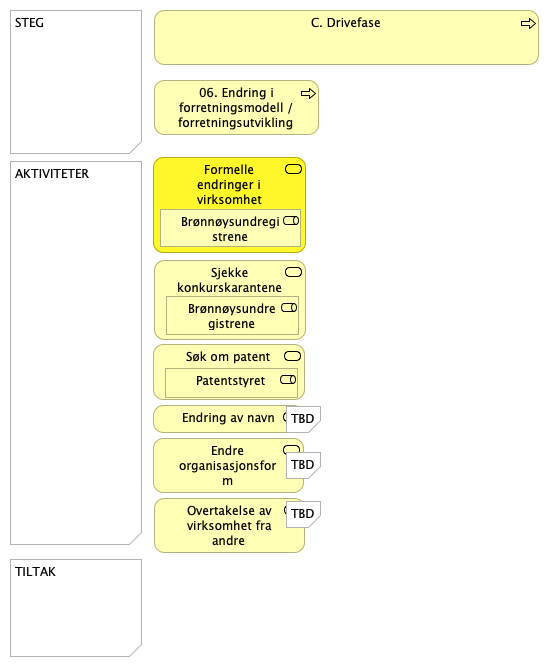 STEG
C. Drivefase
06. Endring i
forretningsmodell /
forretningsutvikling
AKTIVITETER
Formelle
endringer i
virksomhet
Brønnøysundregi
strene
Sjekke
konkurskarantene
Brønnøysundre
gistrene
Søk om patent
Patentstyret
Endring av navn
TBD
Endre
organisasjonsfor
m
TBD
Overtakelse av
virksomhet fra
andre
TBD
TILTAK